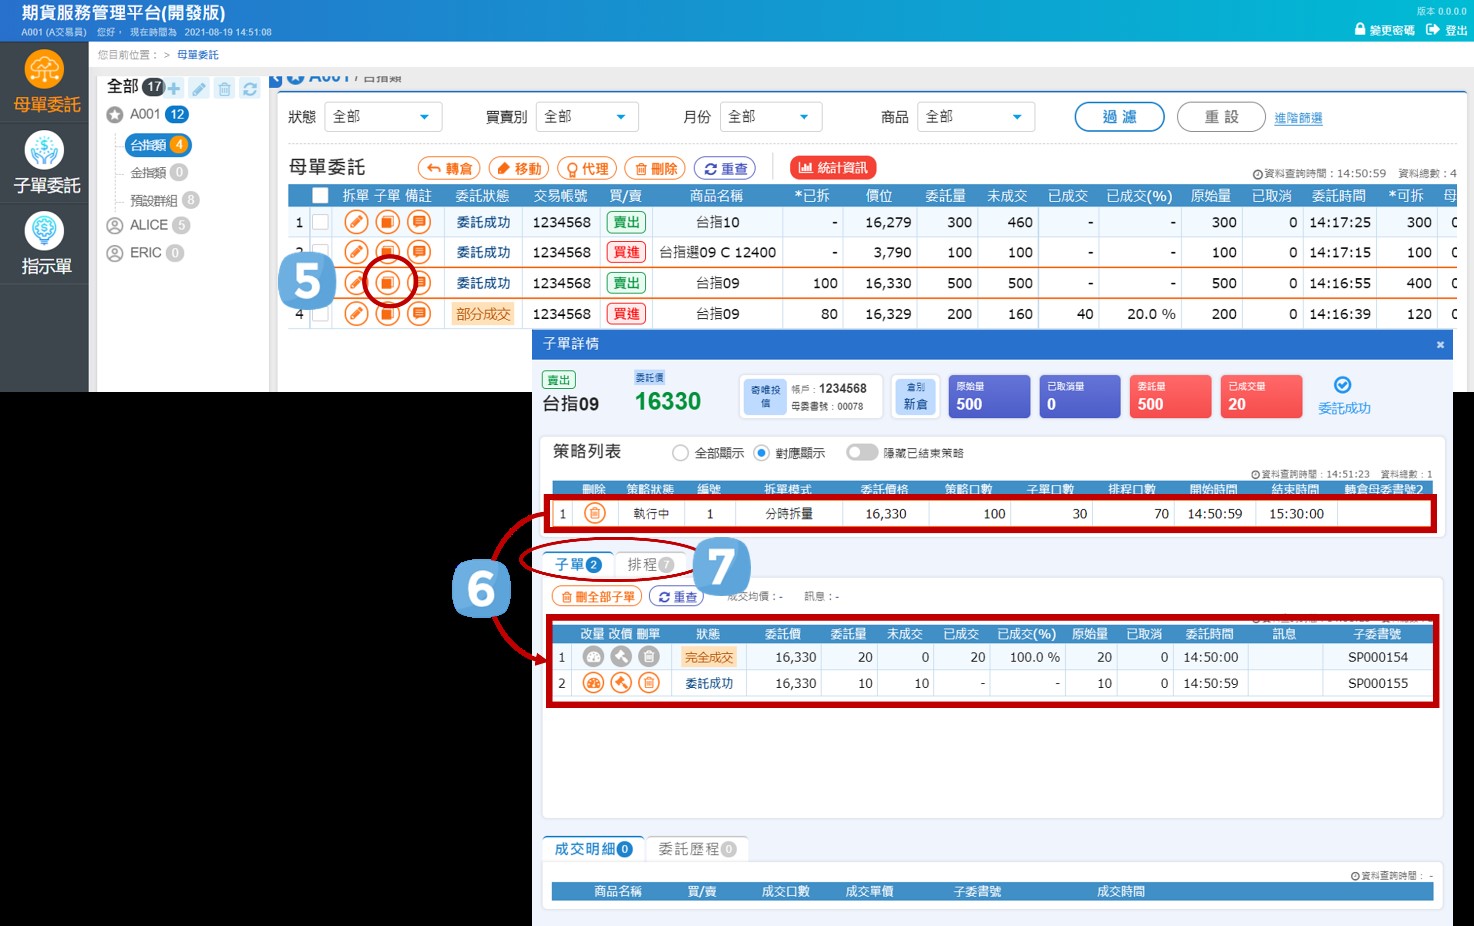 期貨服務管理平台(開發版)
版本 0.0.0.0
A001 (A交易員) 您好， 現在時間為 2021-08-19 14:51:08
變更密碼 登出
您目前位置： > 母單委託
母單委託
子單委託
指示單
全部 17
A001 12
台指類 4
金指類 0
預設群組 8
ALICE 5
ERIC 0
A001 / 台指類
狀態 全部 買賣別 全部 月份 全部 商品 全部 過濾 重設 進階篩選
母單委託 轉倉 移動 代理 刪除 重查 統計資訊
資料查詢時間：14:50:59 資料總數：4
拆單 子單 備註 委託狀態 交易帳號 買/賣 商品名稱 *已拆 價位 委託量 未成交 已成交 已成交(%) 原始量 已取消 委託時間 *可拆 母
1 委託成功 1234568 賣出 台指10 - 16,279 300 460 - - 300 0 14:17:25 300
委託成功 1234568 買進 台指選09 C 12400 - 3,790 100 100 - - 100 0 14:17:15 100
委託成功 1234568 賣出 台指09 100 16,330 500 500 - - 500 0 14:16:55 400
4 部分成交 1234568 買進 台指09 80 16,329 200 160 40 20.0 % 200 0 14:16:39 120
5
子單詳情
賣出
台指09
委託價
16330
奇唯投信
帳戶：1234568
母委書號：00078
倉別
新倉
原始量
500
已取消量
0
委託量
500
已成交量
20
委託成功
策略列表 全部顯示 對應顯示 隱藏已結束策略
資料查詢時間：14:51:23 資料總數：1
刪除 策略狀態 編號 拆單模式 委託價格 策略口數 子單口數 排程口數 開始時間 結束時間 轉倉母委書號2
1 執行中 1 分時拆量 16,330 100 30 70 14:50:59 15:30:00
子單 2 排程 7
7
6
刪全部子單 重查 成交均價：- 訊息：-
改量 改價 刪單 狀態 委託價 委託量 未成交 已成交 已成交(%) 原始量 已取消 委託時間 訊息 子委書號
1 完全成交 16,330 20 0 20 100.0 % 20 0 14:50:00 SP000154
2 委託成功 16,330 10 10 - - 10 0 14:50:59 SP000155
成交明細 0 委託歷程 0
資料查詢時間： -
商品名稱 買/賣 成交口數 成交單價 子委書號 成交時間